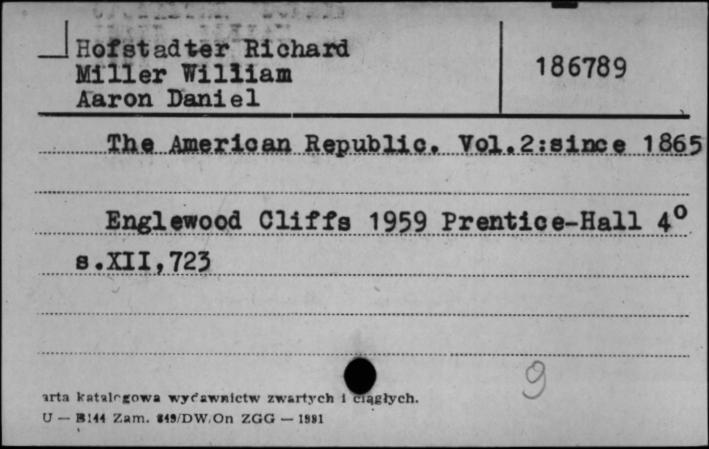 Hofstadter Richard
Miller William
Aaron Daniel
186789
The American Republic. Vol.2:since 1865
Englewood Cliffs 1959 Prentice-Hall 4°
s.XII,723
9
arta katalogowa wydawnictw zwartych i ciągłych.
U — B144 Zam. 849/DW.On ZGG — 1981